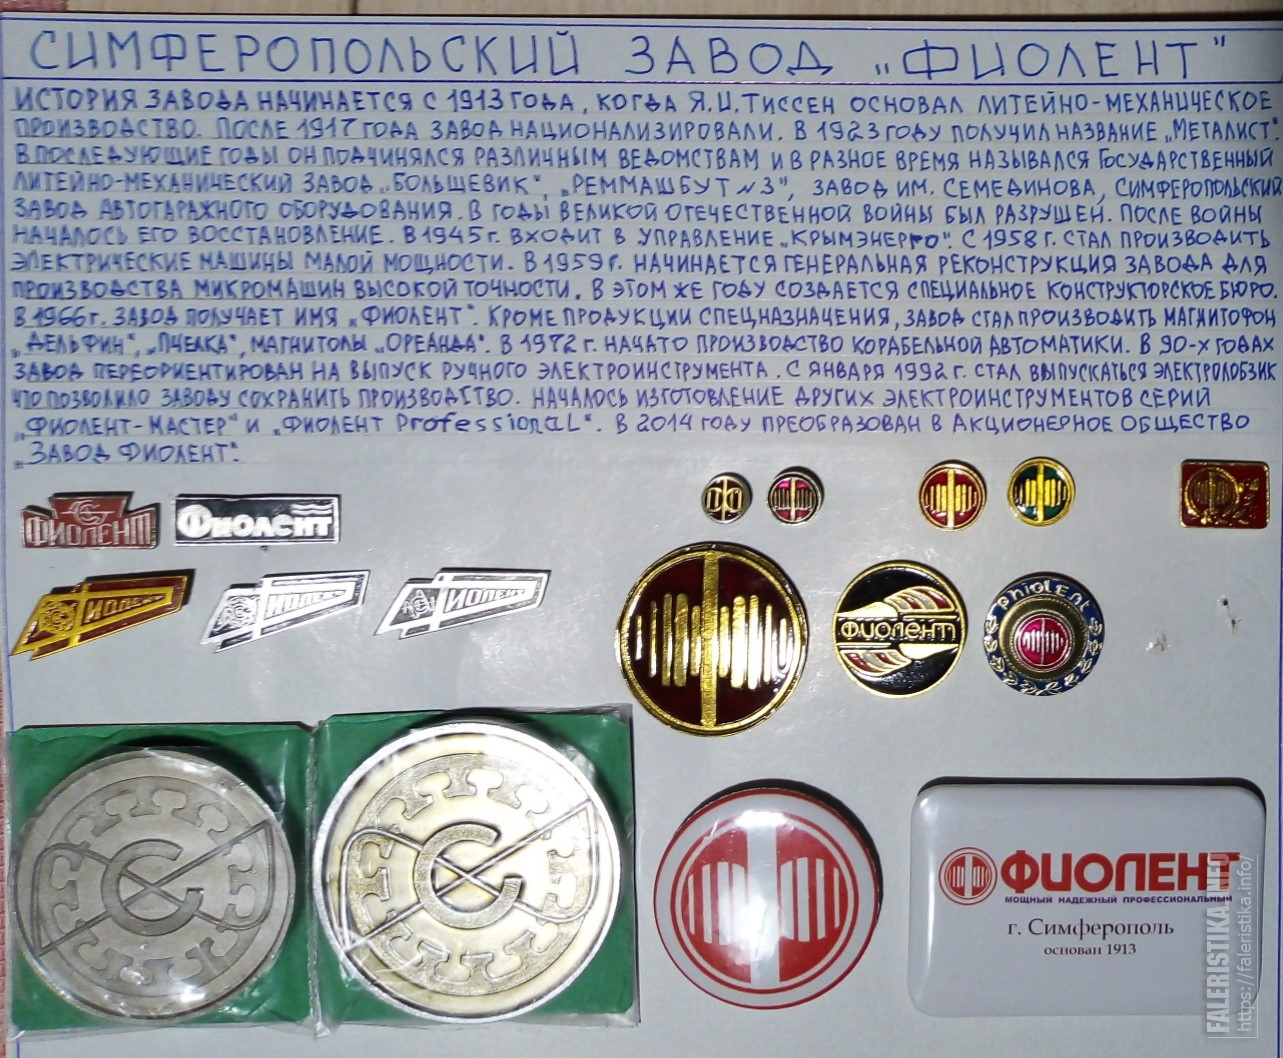 СИМФЕРОПОЛЬСКИЙ ЗАВОД „ФИОЛЕНТ"
ИСТОРИЯ ЗАВОДА НАЧИНАЕТСЯ С 1913 ГОДА, КОГДА Я.И. ТИССЕН ОСНОВАЛ ЛИТЕЙНО-МЕХАНИЧЕСКОЕ
ПРОИЗВОДСТВО. ПОСЛЕ 1917 ГОДА ЗАВОД НАЦИОНАЛИЗИРОВАЛИ. В 1923 ГОДУ ПОЛУЧИЛ НАЗВАНИЕ „МЕТАЛИСТ"
В ПОСЛЕДУЮЩИЕ ГОДЫ ОН ПОДЧИНЯЛСЯ РАЗЛИЧНЫМ ВЕДОМСТВАМ И В РАЗНОЕ ВРЕМЯ НАЗЫВАЛСЯ ГОСУДАРСТВЕННЫЙ
ЛИТЕЙНО-МЕХАНИЧЕСКИЙ ЗАВОД „БОЛЬШЕВИК", „РЕММАШБУТ №3", ЗАВОД ИМ. СЕМЕДИНОВА, СИМФЕРОПОЛЬСКИЙ
ЗАВОД АВТОГАРАЖНОГО ОБОРУДОВАНИЯ. В ГОДЫ ВЕЛИКОЙ ОТЕЧЕСТВЕННОЙ ВОЙНЫ БЫЛ РАЗРУШЕН. ПОСЛЕ ВОЙНЫ
НАЧАЛОСЬ ЕГО ВОССТАНОВЛЕНИЕ. В 1945 г. ВХОДИТ В УПРАВЛЕНИЕ „КРЫМЭНЕРГО". С 1958 Г. СТАЛ ПРОИЗВОДИТЬ
ЭЛЕКТРИЧЕСКИЕ МАШИНЫ МАЛОЙ МОЩНОСТИ. В 1959 г. НАЧИНАЕТСЯ ГЕНЕРАЛЬНАЯ РЕКОНСТРУКЦИЯ ЗАВОДА ДЛЯ
ПРОИЗВОДСТВА МИКРОМАШИН ВЫСОКОЙ ТОЧНОСТИ. В ЭТОМ ЖЕ ГОДУ СОЗДАЕТСЯ СПЕЦИАЛЬНОЕ КОНСТРУКТОРСКОЕ БЮРО.
В 1966 г. ЗАВОД ПОЛУЧАЕТ ИМЯ „ФИОЛЕНТ". КРОМЕ ПРОДУКЦИИ СПЕЦНАЗНАЧЕНИЯ, ЗАВОД СТАЛ ПРОИЗВОДИТЬ МАГНИТОФОН
„ДЕЛЬФИН", „ПЧЕЛКА", МАГНИТОЛЫ „ОРЕАНДА". В 1972 г. НАЧАТО ПРОИЗВОДСТВО КОРАБЕЛЬНОЙ АВТОМАТИКИ. В 90-Х ГОДАХ
ЗАВОД ПЕРЕОРИЕНТИРОВАН НА ВЫПУСК РУЧНОГО ЭЛЕКТРОИНСТРУМЕНТА. С ЯНВАРЯ 1992 г. СТАЛ ВЫПУСКАТЬСЯ ЭЛЕКТРОЛОБЗИК
ЧТО ПОЗВОЛИЛО ЗАВОДУ СОХРАНИТЬ ПРОИЗВОДСТВО. НАЧАЛОСЬ ИЗГОТОВЛЕНИЕ ДРУГИХ ЭЛЕКТРОИНСТРУМЕНТОВ СЕРИЙ
„ФИОЛЕНТ-МАСТЕР" И „ФИОЛЕНТ ProfessionaL". В 2014 ГОДУ ПРЕОБРАЗОВАН В АКЦИОНЕРНОЕ ОБЩЕСТВО
„ЗАВОД ФИОЛЕНТ".
ФИОЛЕНТ
Фиолент
ФИОЛЕНТ
ФИОЛЕНТ
ФИОЛЕНТ
ФИОЛЕНТ
phiolent
ФИОЛЕНТ
МОЩНЫЙ НАДЕЖНЫЙ ПРОФЕССИОНАЛЬНЫЙ
г. Симферополь
основан 1913
FALERISTIKA.INFO
https://faleristika.info/